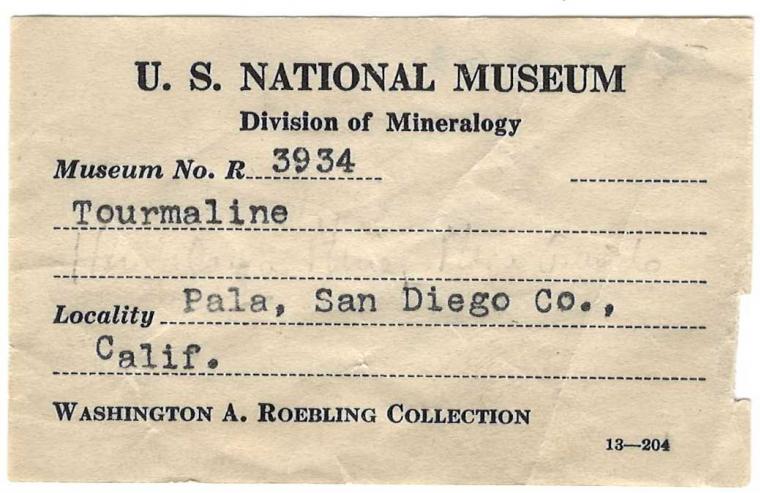 U. S. NATIONAL MUSEUM
Division of Mineralogy
Museum No. R 3934
Tourmaline
Locality Pala, San Diego Co.,
Calif.
WASHINGTON A. ROEBLING COLLECTION
13—204